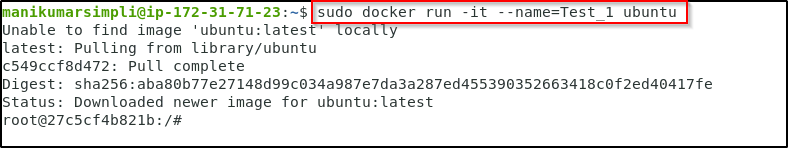 manikumarsimpli@ip-172-31-71-23:~$ sudo docker run -it --name=Test_1 ubuntu
Unable to find image 'ubuntu:latest' locally
latest: Pulling from library/ubuntu
c549ccf8d472: Pull complete
Digest: sha256:aba80b77e27148d99c034a987e7da3a287ed455390352663418c0f2ed40417fe
Status: Downloaded newer image for ubuntu:latest
root@27c5cf4b821b:/#